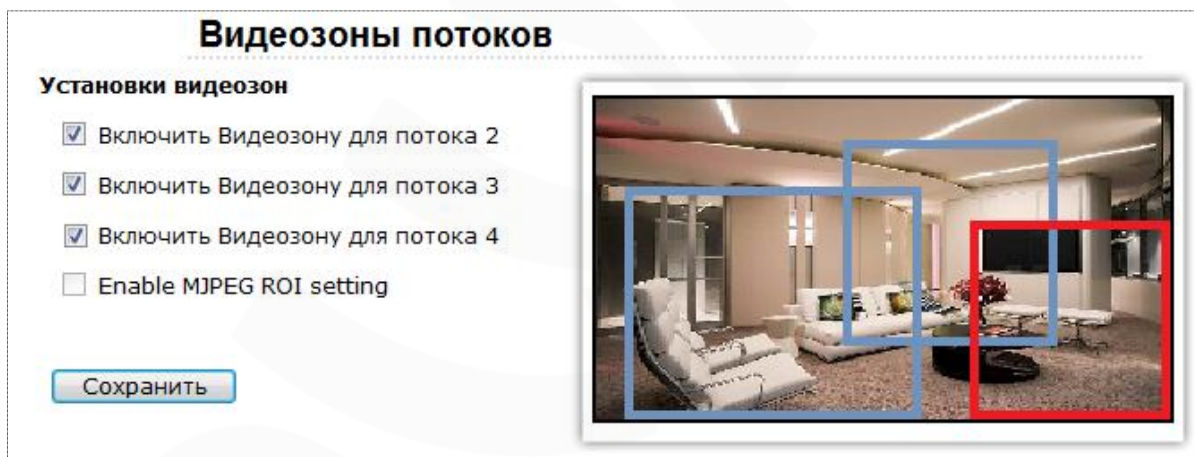 Видеозоны потоков
Установки видеозон
Включить Видеозону для потока 2
Включить Видеозону для потока 3
Включить Видеозону для потока 4
Enable MJPEG ROI setting
Сохранить